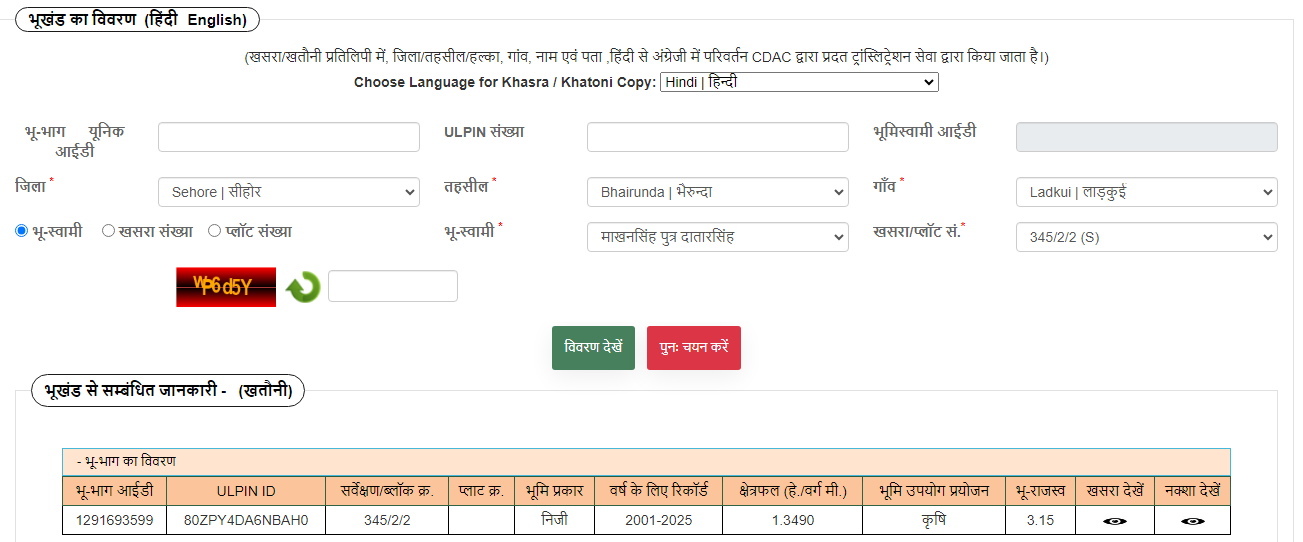 भूखंड का विवरण (हिंदी English)
(खसरा/खतौनी प्रतिलिपी में, जिला/तहसील/हल्का, गांव, नाम एवं पता ,हिंदी से अंग्रेजी में परिवर्तन CDAC द्वारा प्रदत ट्रांस्लिट्रेशन सेवा द्वारा किया जाता है।)
Choose Language for Khasra / Khatoni Copy: Hindi | हिन्दी
भू-भाग यूनिक आईडी ULPIN संख्या भूमिस्वामी आईडी
जिला * Sehore | सीहोर तहसील * Bhairunda | भैरुन्दा गाँव * Ladkui | लाड़कुई
भू-स्वामी खसरा संख्या प्लॉट संख्या भू-स्वामी * माखनसिंह पुत्र दातारसिंह खसरा/प्लॉट सं.* 345/2/2 (S)
WP6d5Y
विवरण देखें पुनः चयन करें
भूखंड से सम्बंधित जानकारी - (खतौनी)
- भू-भाग का विवरण
भू-भाग आईडी ULPIN ID सर्वेक्षण/ब्लॉक क्र. प्लाट क्र. भूमि प्रकार वर्ष के लिए रिकॉर्ड क्षेत्रफल (हे./वर्ग मी.) भूमि उपयोग प्रयोजन भू-राजस्व खसरा देखें नक्शा देखें
1291693599 80ZPY4DA6NBAH0 345/2/2 निजी 2001-2025 1.3490 कृषि 3.15